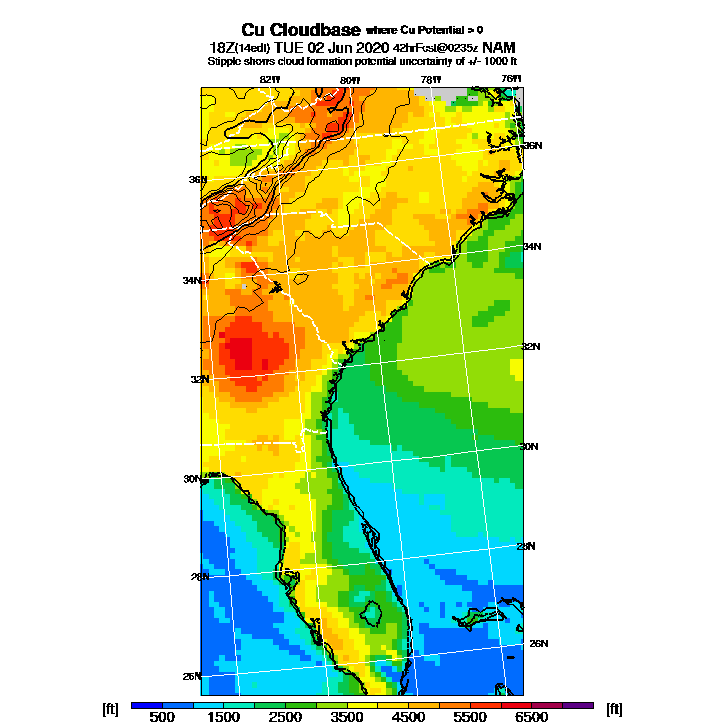 Cu Cloudbase where Cu Potential > 0
18Z(14edt) TUE 02 Jun 2020 42hrFcst@0235z NAM
Stipple shows cloud formation potential uncertainty of +/- 1000 ft
82W 80W 78W 76W
36N
36N
34N
34N
32N
32N
30N
30N
28N
28N
26N
26N
[ft] 500 1500 2500 3500 4500 5500 6500 [ft]